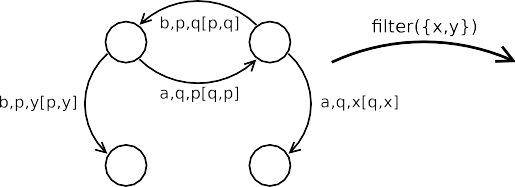 b,p,q[p,q]
filter({x,y})
a,q,p[q,p]
b,p,y[p,y]
a,q,x[q,x]